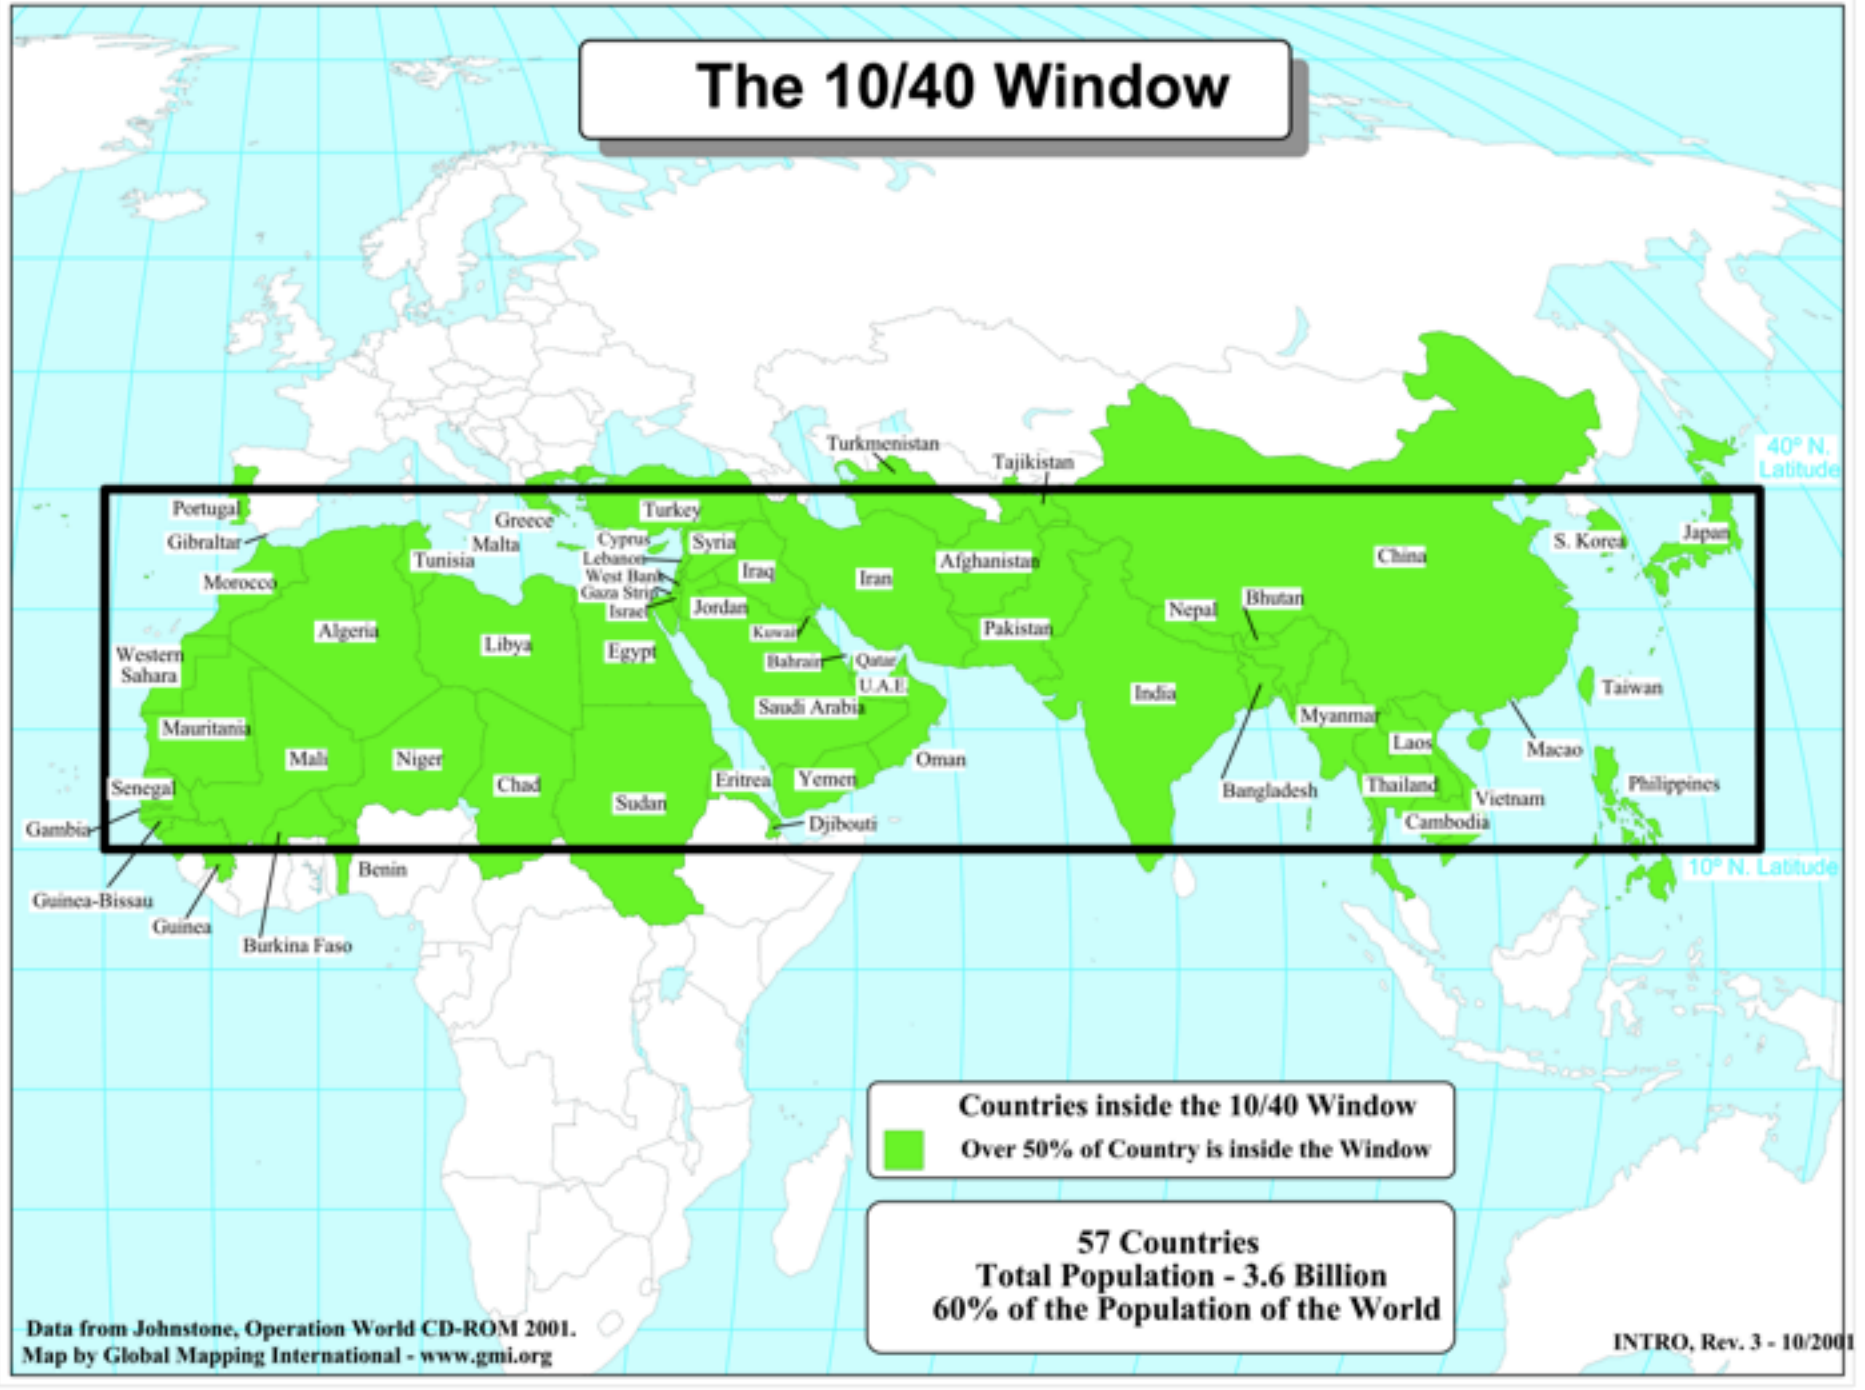 The 10/40 Window
40° N.
Latitude
Turkmenistan
Tajikistan
Portugal
Gibraltar
Morocco
Western
Sahara
Algeria
Tunisia
Malta
Greece
Turkey
Cyprus
Lebanon
West Bank
Gaza Strip
Israel
Syria
Iraq
Jordan
Kuwait
Bahrain
Qatar
U.A.E.
Saudi Arabia
Iran
Afghanistan
Pakistan
Nepal
Bhutan
China
S. Korea
Japan
Libya
Egypt
India
Taiwan
Mauritania
Mali
Niger
Chad
Sudan
Eritrea
Yemen
Oman
Djibouti
Bangladesh
Myanmar
Laos
Thailand
Vietnam
Cambodia
Macao
Philippines
Senegal
Gambia
Guinea-Bissau
Guinea
Burkina Faso
Benin
10° N. Latitude
Countries inside the 10/40 Window
Over 50% of Country is inside the Window
57 Countries
Total Population - 3.6 Billion
60% of the Population of the World
Data from Johnstone, Operation World CD-ROM 2001.
Map by Global Mapping International - www.gmi.org
INTRO, Rev. 3 - 10/2001